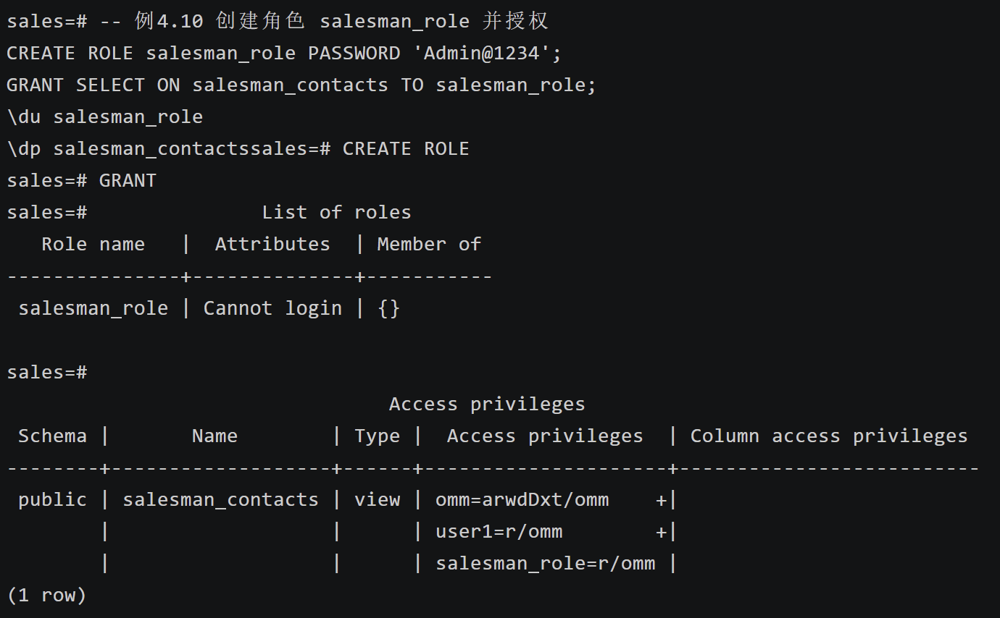 sales=# -- 例4.10 创建角色 salesman_role 并授权
CREATE ROLE salesman_role PASSWORD 'Admin@1234';
GRANT SELECT ON salesman_contacts TO salesman_role;
\du salesman_role
\dp salesman_contactssales=# CREATE ROLE
sales=# GRANT
sales=#               List of roles
   Role name   |  Attributes  | Member of
---------------+--------------+-----------
 salesman_role | Cannot login | {}

sales=#
                                 Access privileges
 Schema |       Name        | Type |  Access privileges  | Column access privileges
--------+-------------------+------+---------------------+--------------------------
 public | salesman_contacts | view | omm=arwdDxt/omm    +|
        |                   |      | user1=r/omm        +|
        |                   |      | salesman_role=r/omm |
(1 row)